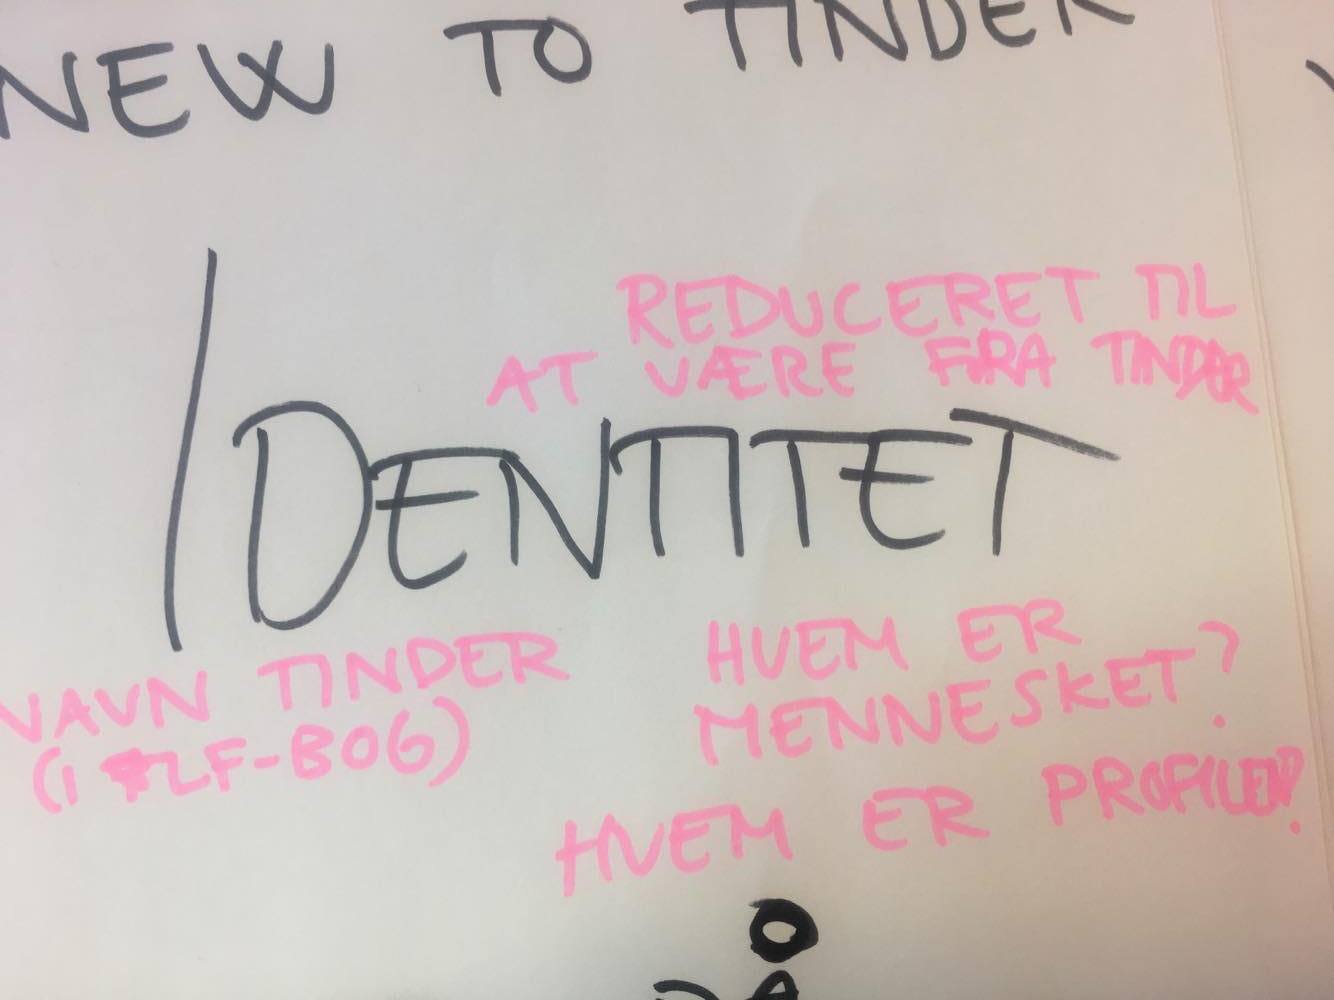 NEW TO TINDER
REDUCERET TIL
AT VÆRE FRA TINDER
IDENTITET
NAVN TINDER
(I TLF-BOG)
HVEM ER
MENNESKET?
HVEM ER PROFILEN?